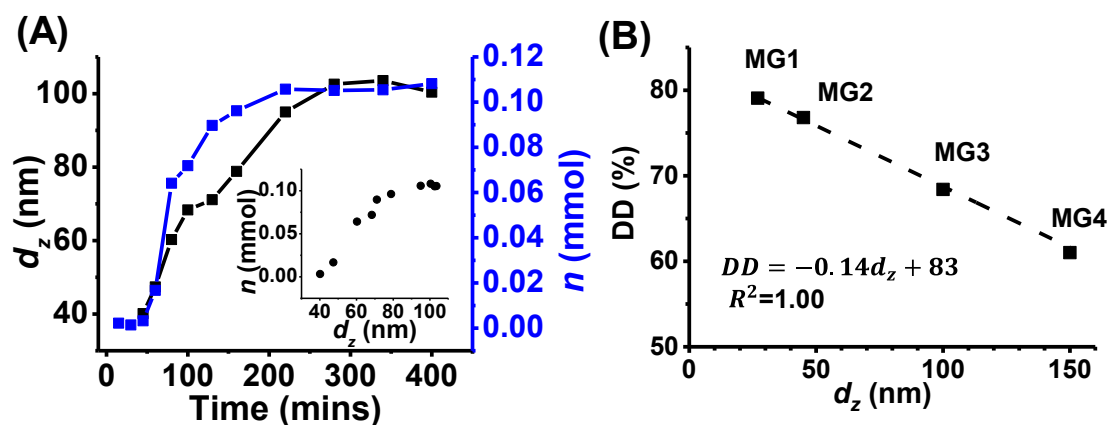 (A)
0.12
0.10
0.08
0.06
0.04
0.02
0.00
n (mmol)
100
80
60
40
d_z (nm)
0 100 200 300 400
Time (mins)
0.10
0.05
0.00
n (mmol)
40 60 80 100
d_z (nm)
(B)
80
70
60
50
DD (%)
MG1
MG2
MG3
MG4
DD = −0.14d_z + 83
R²=1.00
50 100 150
d_z (nm)